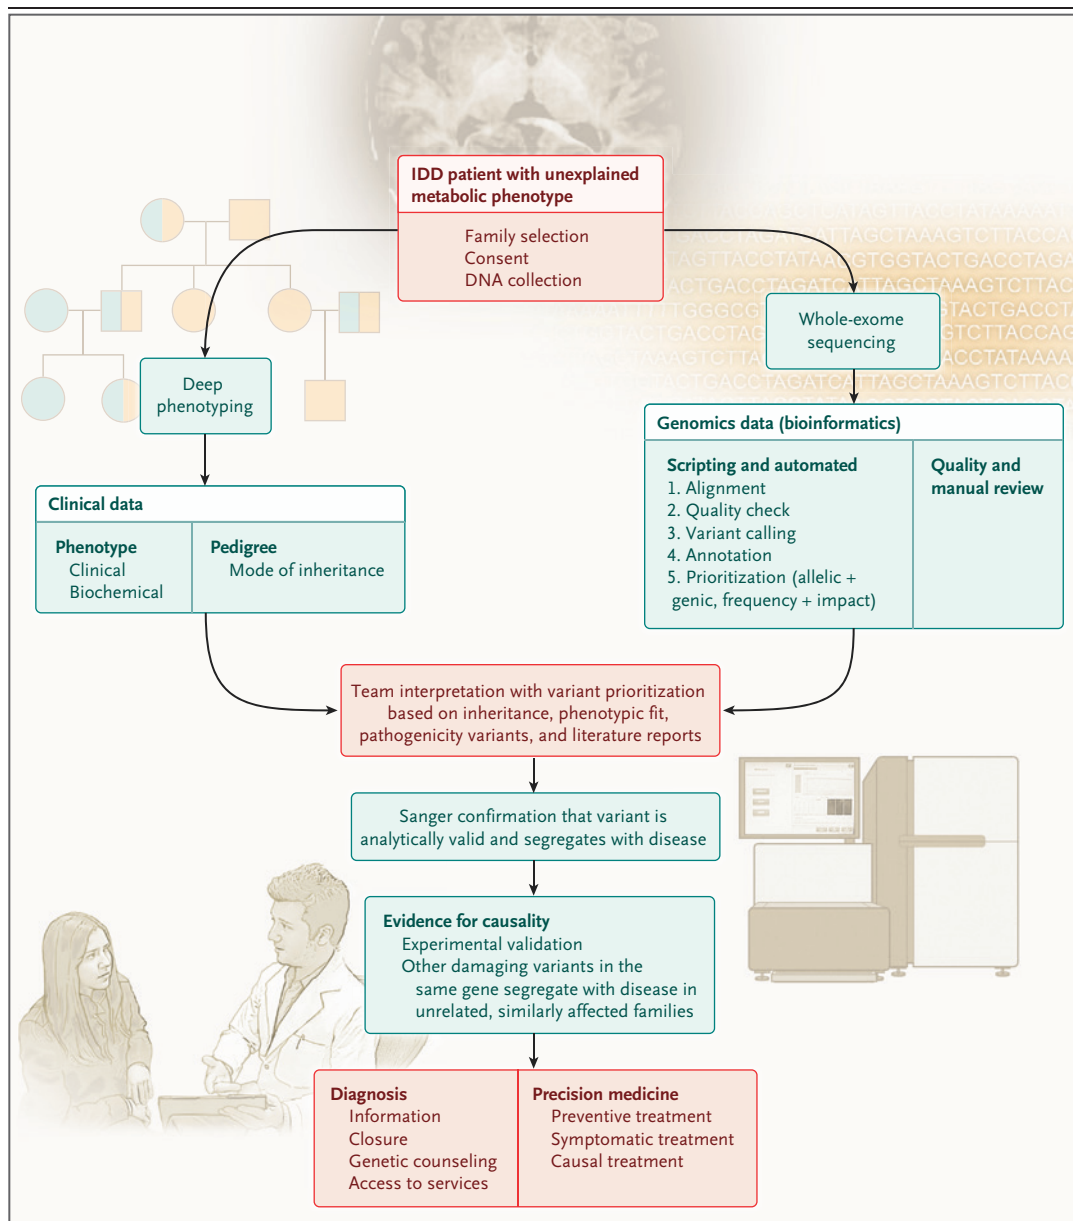 IDD patient with unexplained
metabolic phenotype
Family selection
Consent
DNA collection
Deep
phenotyping
Whole-exome
sequencing
Clinical data
Phenotype
Clinical
Biochemical
Pedigree
Mode of inheritance
Genomics data (bioinformatics)
Scripting and automated
1. Alignment
2. Quality check
3. Variant calling
4. Annotation
5. Prioritization (allelic +
genic, frequency + impact)
Quality and
manual review
Team interpretation with variant prioritization
based on inheritance, phenotypic fit,
pathogenicity variants, and literature reports
Sanger confirmation that variant is
analytically valid and segregates with disease
Evidence for causality
Experimental validation
Other damaging variants in the
same gene segregate with disease in
unrelated, similarly affected families
Diagnosis
Information
Closure
Genetic counseling
Access to services
Precision medicine
Preventive treatment
Symptomatic treatment
Causal treatment